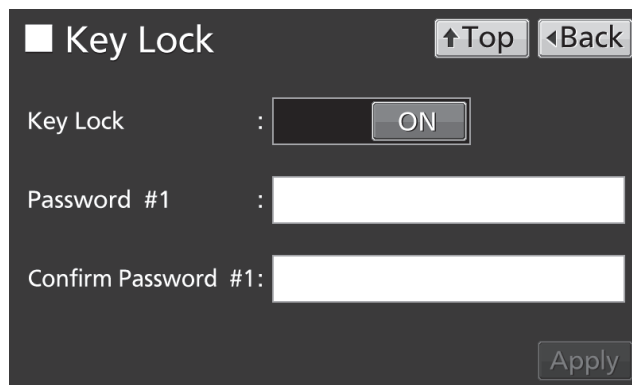 Key Lock ↑Top ◂Back
Key Lock : ON
Password #1 :
Confirm Password #1:
Apply